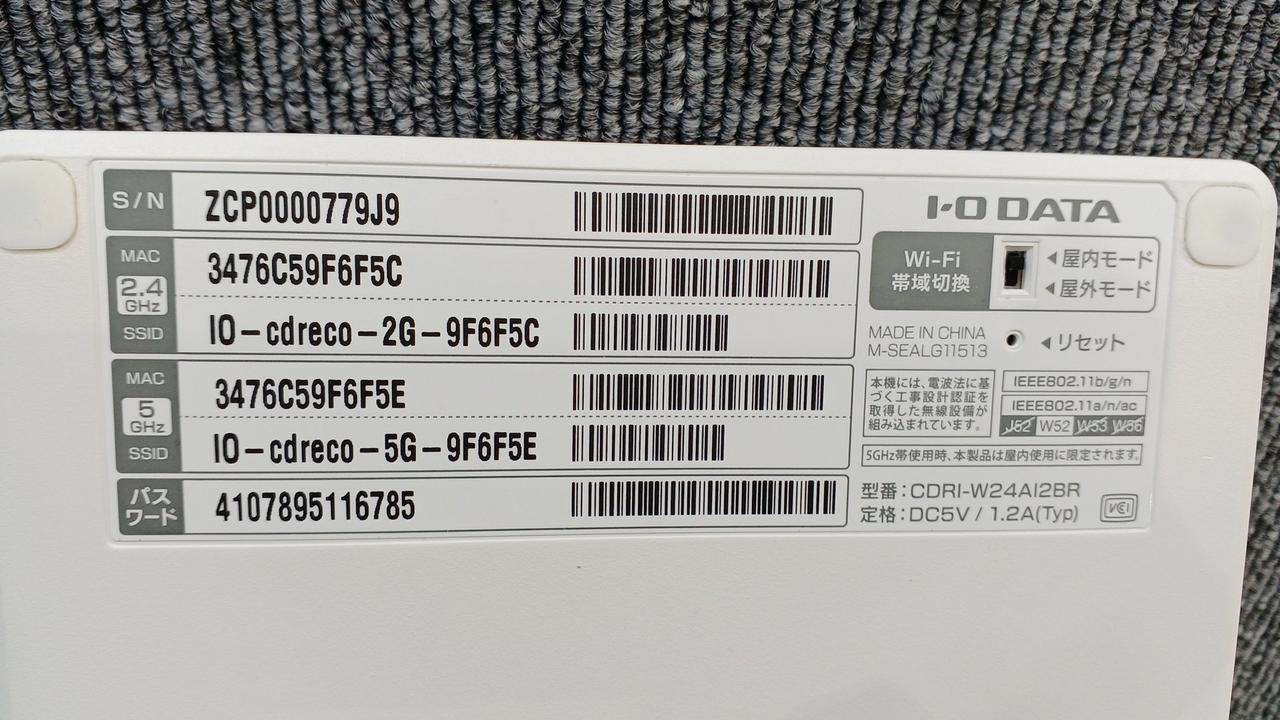 S/N ZCP0000779J9
MAC 3476C59F6F5C
2.4 GHz
SSID IO-cdreco-2G-9F6F5C
MAC 3476C59F6F5E
5 GHz
SSID IO-cdreco-5G-9F6F5E
パスワード 4107895116785
I-O DATA
Wi-Fi
帯域切換
◀屋内モード
◀屋外モード
MADE IN CHINA
M-SEALG11513
◀リセット
本機には、電波法に基
づく工事設計認証を
取得した無線設備が
組み込まれています。
IEEE802.11b/g/n
IEEE802.11a/n/ac
J52 W52 W53 W56
5GHz帯使用時、本製品は屋内使用に限定されます。
型番:CDRI-W24AI2BR
定格:DC5V / 1.2A(Typ)
VCI